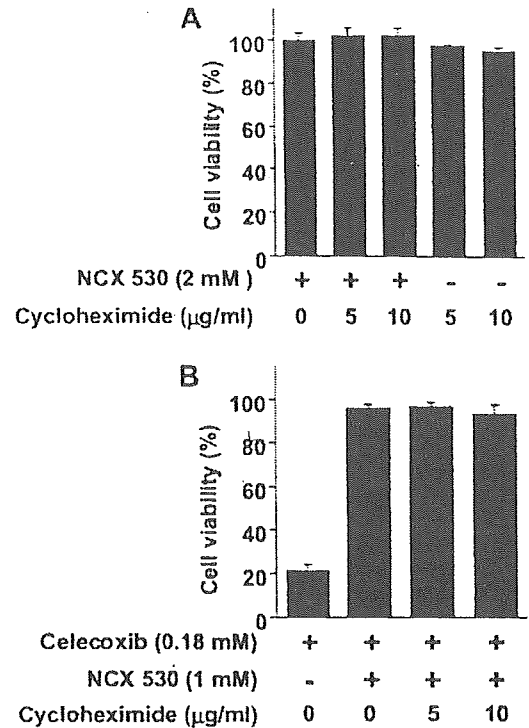 A
Cell viability (%)
100
80
60
40
20
0
NCX 530 (2 mM ) + + + - -
Cycloheximide (μg/ml) 0 5 10 5 10
B
Cell viability (%)
100
80
60
40
20
0
Celecoxib (0.18 mM) + + + +
NCX 530 (1 mM) - + + +
Cycloheximide (μg/ml) 0 0 5 10